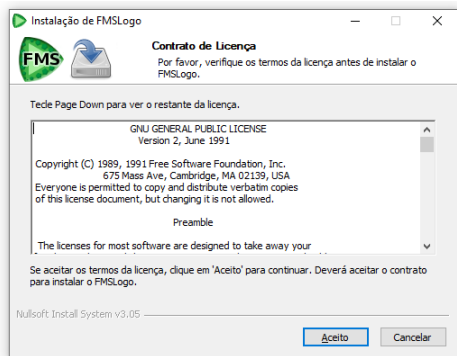 Instalação de FMSLogo
FMS
Contrato de Licença
Por favor, verifique os termos da licença antes de instalar o
FMSLogo.
Tecle Page Down para ver o restante da licença.
GNU GENERAL PUBLIC LICENSE
Version 2, June 1991
Copyright (C) 1989, 1991 Free Software Foundation, Inc.
675 Mass Ave, Cambridge, MA 02139, USA
Everyone is permitted to copy and distribute verbatim copies
of this license document, but changing it is not allowed.
Preamble
The licenses for most software are designed to take away your
Se aceitar os termos da licença, clique em 'Aceito' para continuar. Deverá aceitar o contrato
para instalar o FMSLogo.
Nullsoft Install System v3.05
Aceito
Cancelar